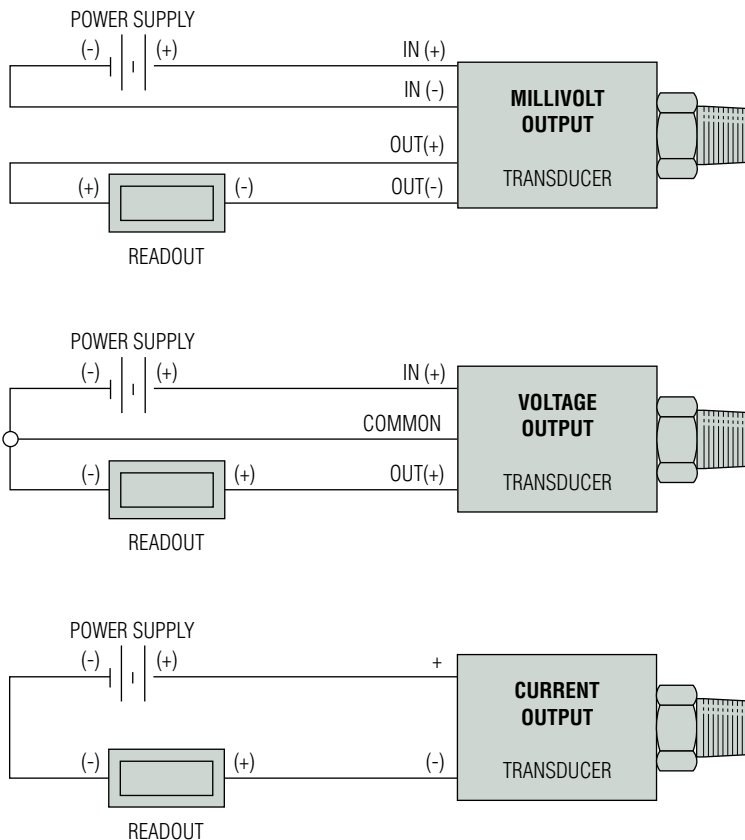 POWER SUPPLY
(-) (+) IN (+)
IN (-)
MILLIVOLT
OUTPUT
OUT(+)
TRANSDUCER
(+) (-) OUT(-)
READOUT
POWER SUPPLY
(-) (+) IN (+)
VOLTAGE
OUTPUT
COMMON
TRANSDUCER
(-) (+) OUT(+)
READOUT
POWER SUPPLY
(-) (+) +
CURRENT
OUTPUT
TRANSDUCER
(-) (+) (-)
READOUT